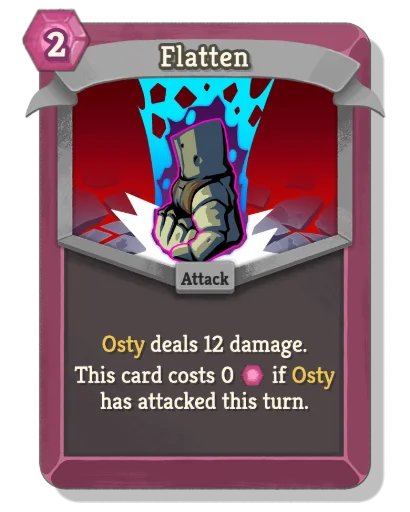 2
Flatten
Attack
Osty deals 12 damage.
This card costs 0 if Osty
has attacked this turn.